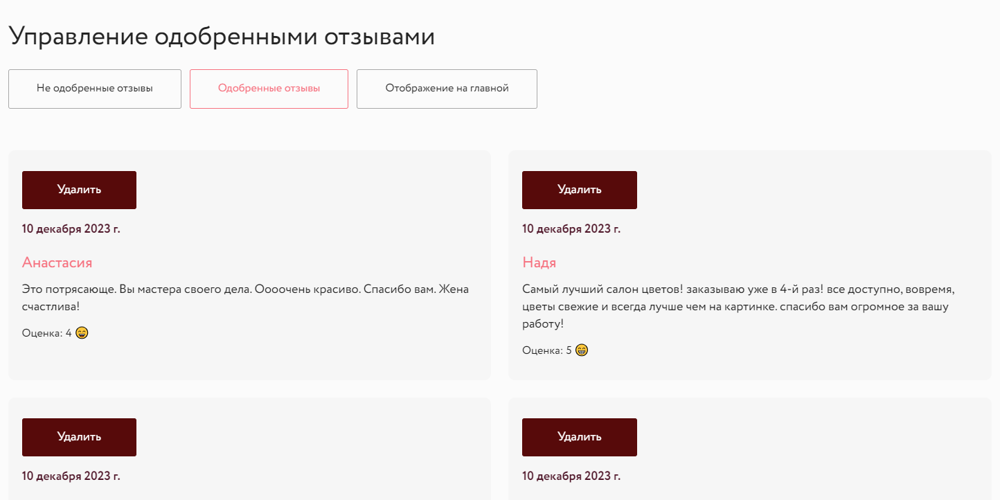 Управление одобренными отзывами
Не одобренные отзывы
Одобренные отзывы
Отображение на главной
Удалить
10 декабря 2023 г.
Анастасия
Это потрясающе. Вы мастера своего дела. Оооочень красиво. Спасибо вам. Жена
счастлива!
Оценка: 4 😄
Удалить
10 декабря 2023 г.
Надя
Самый лучший салон цветов! заказываю уже в 4-й раз! все доступно, вовремя,
цветы свежие и всегда лучше чем на картинке. спасибо вам огромное за вашу
работу!
Оценка: 5 😁
Удалить
10 декабря 2023 г.
Удалить
10 декабря 2023 г.